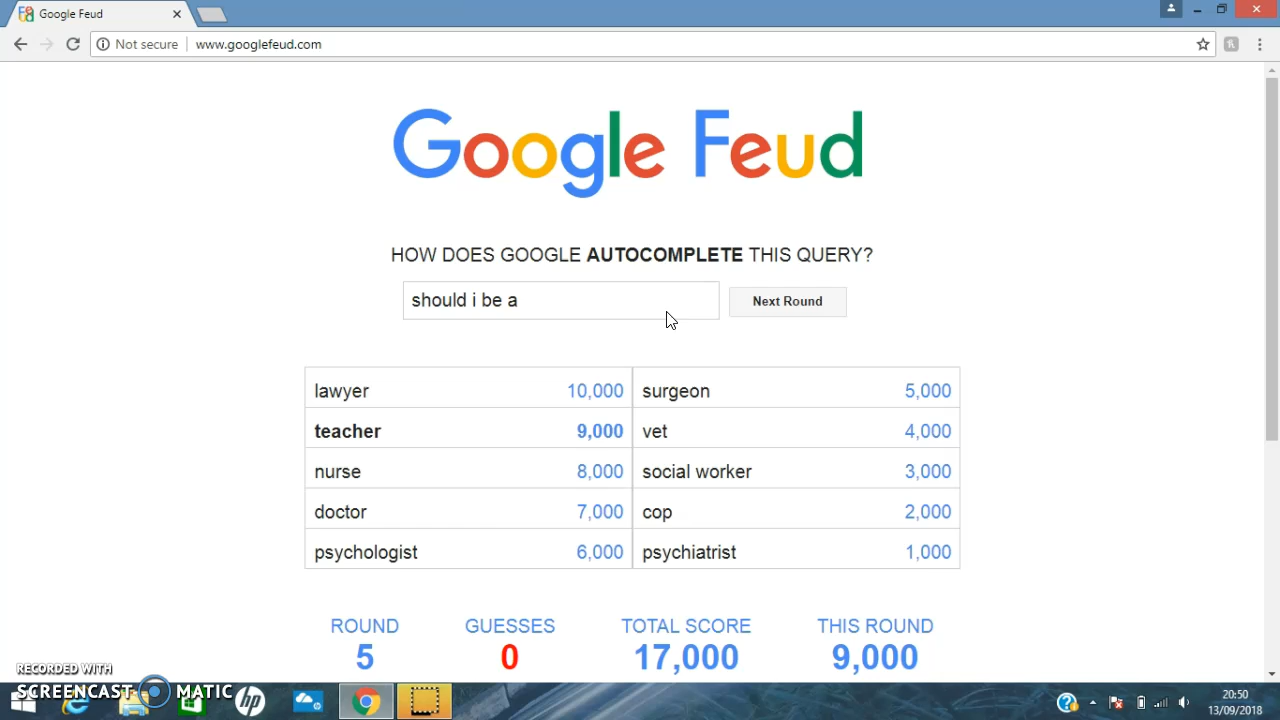 Google Feud
Not secure www.googlefeud.com
Google Feud
HOW DOES GOOGLE AUTOCOMPLETE THIS QUERY?
should i be a
Next Round
lawyer 10,000 surgeon 5,000
teacher 9,000 vet 4,000
nurse 8,000 social worker 3,000
doctor 7,000 cop 2,000
psychologist 6,000 psychiatrist 1,000
ROUND GUESSES TOTAL SCORE THIS ROUND
5 0 17,000 9,000
RECORDED WITH
SCREENCAST MATIC
hp
20:50
13/09/2018